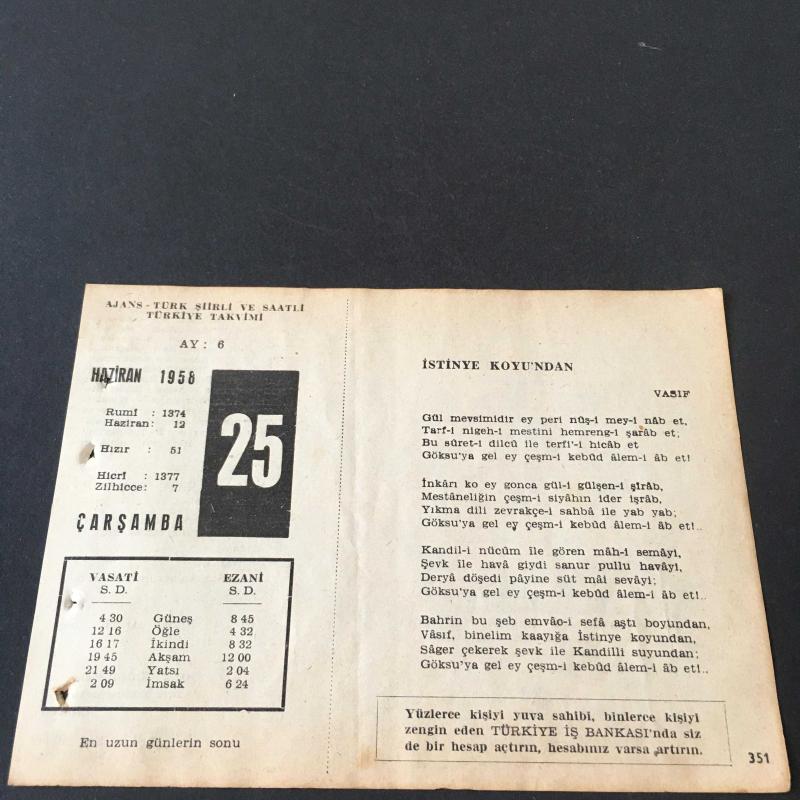 AJANS - TÜRK ŞİİRLİ VE SAATLİ
TÜRKİYE TAKVİMİ
AY : 6
HAZİRAN 1958
Rumî : 1374
Haziran : 12
Hızır : 51
Hicrî : 1377
Zilhicce : 7
25
ÇARŞAMBA
VASATİ EZANİ
S. D. S. D.
4 30 Güneş 8 45
12 16 Öğle 4 32
16 17 İkindi 8 32
19 45 Akşam 12 00
21 49 Yatsı 2 04
2 09 İmsak 6 24
En uzun günlerin sonu
İSTİNYE KOYU'NDAN
VASIF
Gül mevsimidir ey peri nûş-i mey-i nâb et,
Tarf-i nigeh-i mestini hemreng-i şarâb et;
Bu sûret-i dilcû ile terfi'-i hicâb et
Göksu'ya gel ey çeşm-i kebûd âlem-i âb et!
İnkârı ko ey gonca gül-i gülşen-i şîrâb,
Mestâneliğin çeşm-i siyâhın ider işrâb,
Yıkma dili zevrakçe-i sahbâ ile yab yab;
Göksu'ya gel ey çeşm-i kebûd âlem-i âb et!..
Kandil-i nücûm ile gören mâh-i semâyi,
Şevk ile havâ giydi sanur pullu havâyi,
Deryâ döşedi pâyine süt mâi sevâyi;
Göksu'ya gel ey çeşm-i kebûd âlem-i âb et!..
Bahrin bu şeb emvâc-i sefâ aştı boyundan,
Vâsıf, binelim kaayığa İstinye koyundan,
Sâger çekerek şevk ile Kandilli suyundan;
Göksu'ya gel ey çeşm-i kebûd âlem-i âb et!..
Yüzlerce kişiyi yuva sahibi, binlerce kişiyi
zengin eden TÜRKİYE İŞ BANKASI'nda siz
de bir hesap açtırın, hesabınız varsa artırın.
351